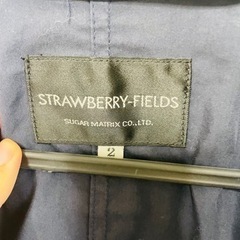 STRAWBERRY-FIELDS
SUGAR MATRIX CO.,LTD.
2